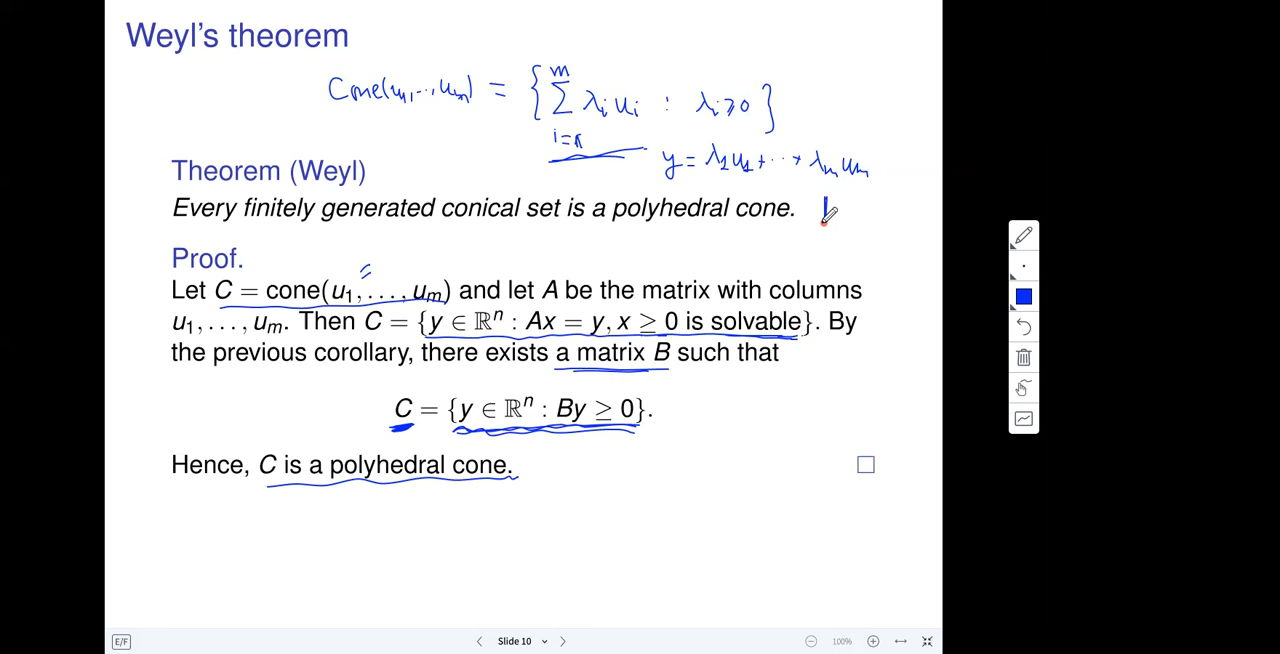 Weyl's theorem
Cone(u₁,..,uₘ) = { ∑ᵢ₌₁ᵐ λᵢ uᵢ : λᵢ ≥ 0 }
y = λ₁u₁ + ··· + λₘuₘ
Theorem (Weyl)
Every finitely generated conical set is a polyhedral cone.
Proof.
Let C = cone(u₁, . . . , uₘ) and let A be the matrix with columns
u₁, . . . , uₘ. Then C = {y ∈ ℝⁿ : Ax = y, x ≥ 0 is solvable}. By
the previous corollary, there exists a matrix B such that
C = {y ∈ ℝⁿ : By ≥ 0}.
Hence, C is a polyhedral cone. □
E/F
Slide 10
100%